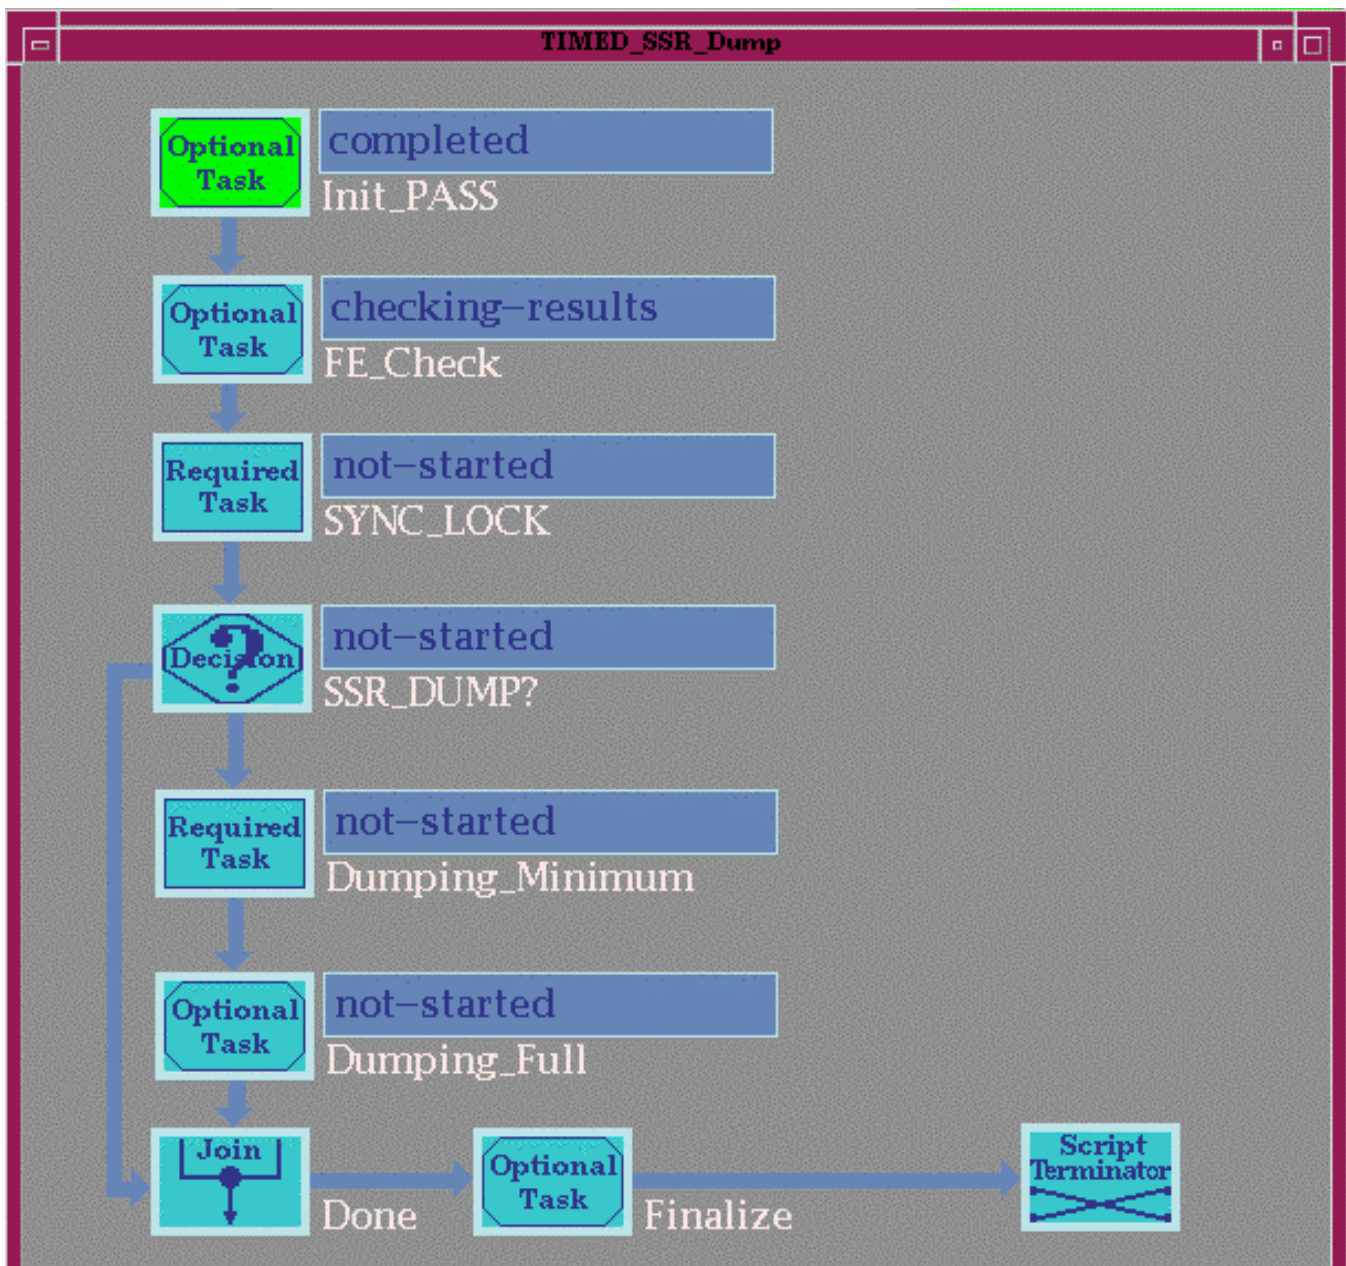 TIMED_SSR_Dump
Optional
Task
completed
Init_PASS
Optional
Task
checking-results
FE_Check
Required
Task
not-started
SYNC_LOCK
?
Decision
not-started
SSR_DUMP?
Required
Task
not-started
Dumping_Minimum
Optional
Task
not-started
Dumping_Full
Join
Done
Optional
Task
Finalize
Script
Terminator